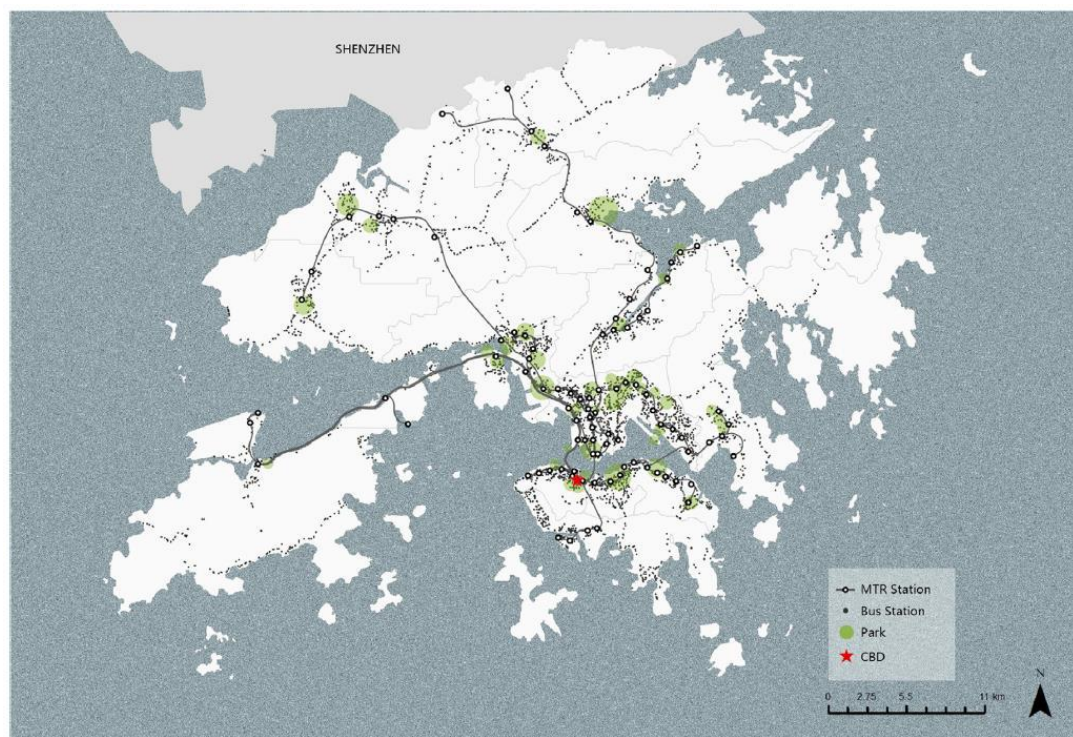 SHENZHEN
MTR Station
Bus Station
Park
CBD
N
0 2.75 5.5 11 km